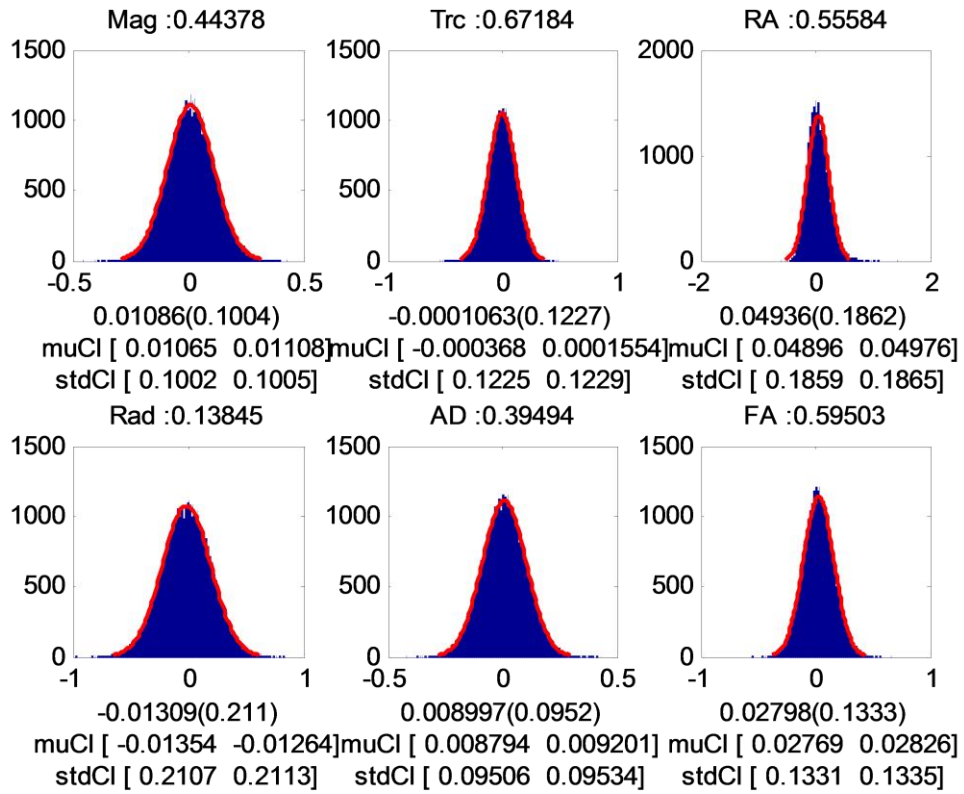 Mag :0.44378
Trc :0.67184
RA :0.55584
1500
1000
500
0
-0.5
0
0.5
1500
1000
500
0
-1
0
1
2000
1000
0
-2
0
2
0.01086(0.1004)
muCI [ 0.01065 0.01108]
stdCI [ 0.1002 0.1005]
-0.0001063(0.1227)
muCI [ -0.000368 0.0001554]
stdCI [ 0.1225 0.1229]
0.04936(0.1862)
muCI [ 0.04896 0.04976]
stdCI [ 0.1859 0.1865]
Rad :0.13845
AD :0.39494
FA :0.59503
1500
1000
500
0
-1
0
1
1500
1000
500
0
-0.5
0
0.5
1500
1000
500
0
-1
0
1
-0.01309(0.211)
muCI [ -0.01354 -0.01264]
stdCI [ 0.2107 0.2113]
0.008997(0.0952)
muCI [ 0.008794 0.009201]
stdCI [ 0.09506 0.09534]
0.02798(0.1333)
muCI [ 0.02769 0.02826]
stdCI [ 0.1331 0.1335]